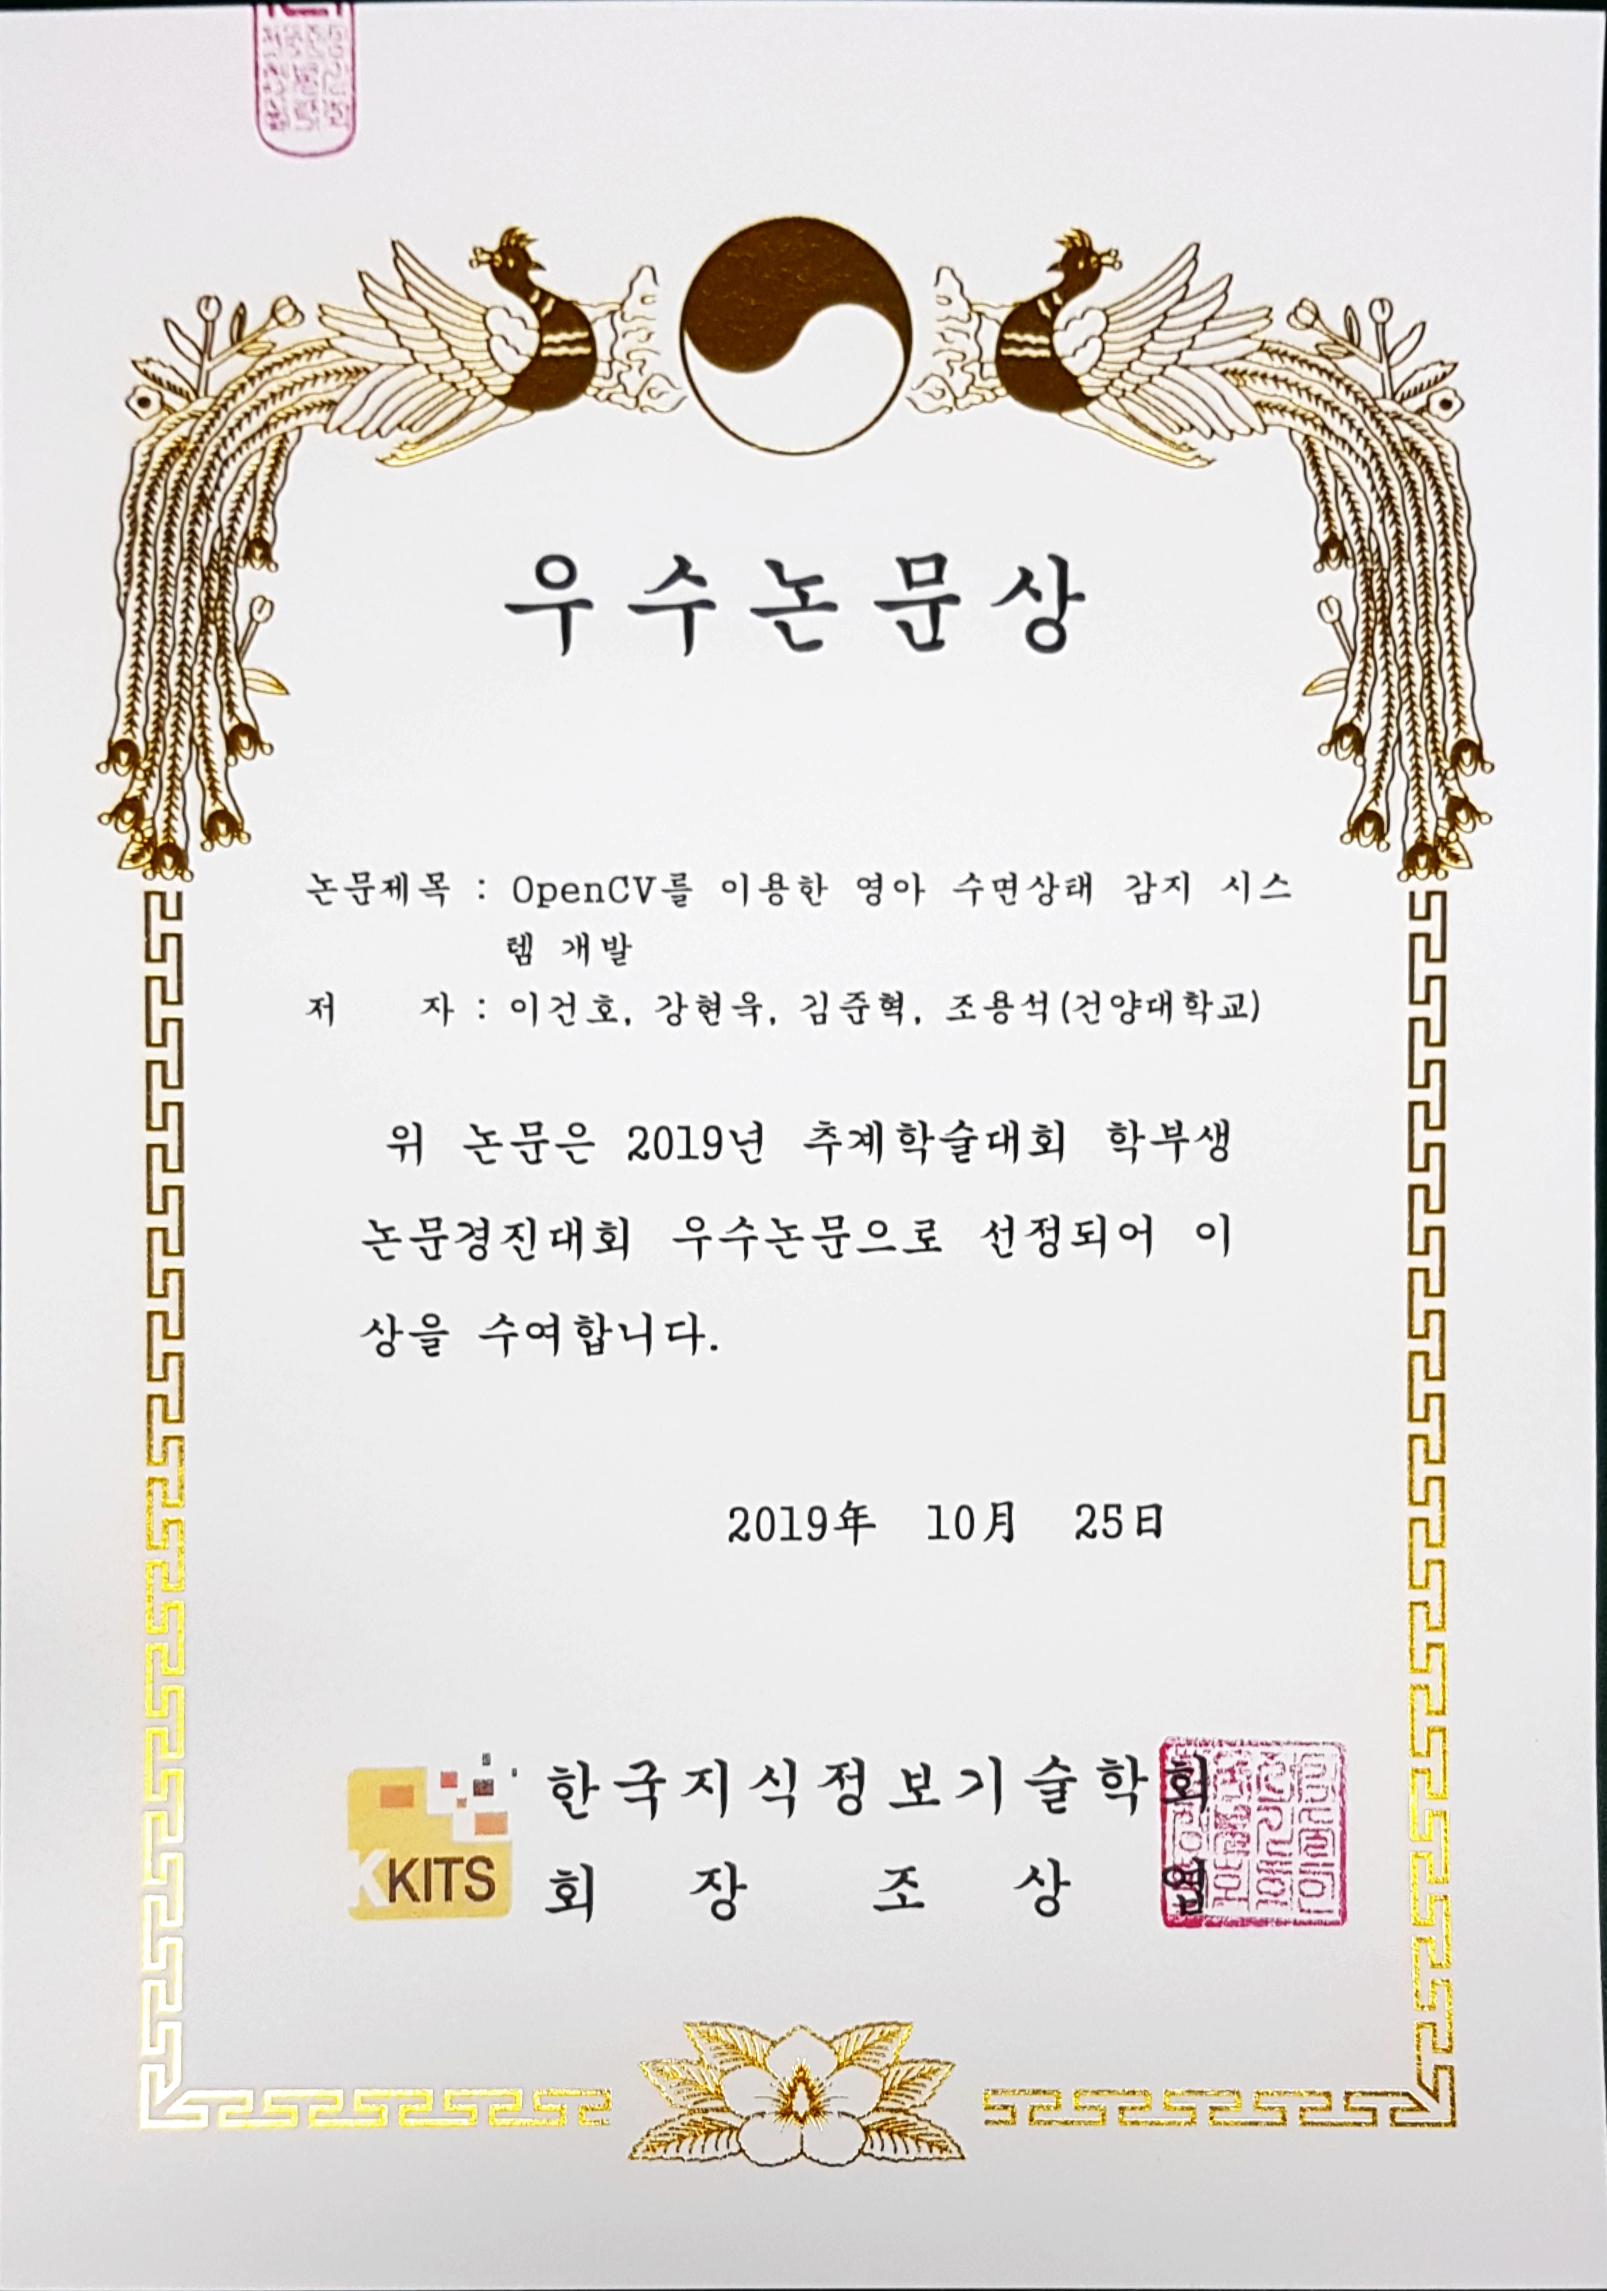 우수논문상
논문제목 : OpenCV를 이용한 영아 수면상태 감지 시스
템 개발
저 자 : 이건호, 강현욱, 김준혁, 조용석(건양대학교)
위 논문은 2019년 추계학술대회 학부생
논문경진대회 우수논문으로 선정되어 이
상을 수여합니다.
2019年 10月 25日
한국지식정보기술학회
KKITS
회 장 조 상 엽